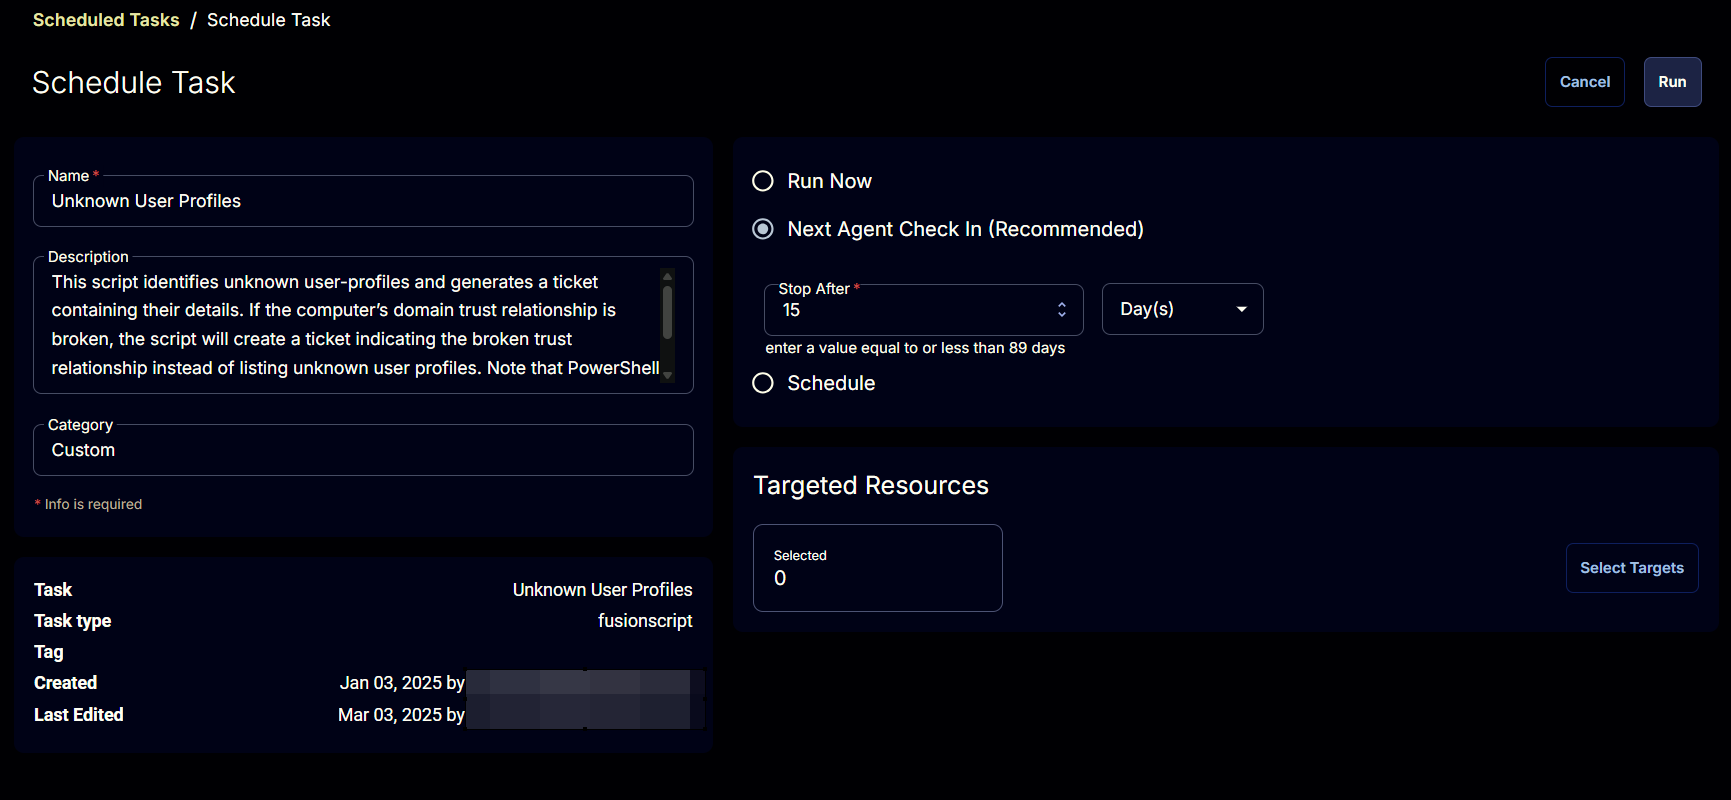 Scheduled Tasks / Schedule Task
Schedule Task
Cancel
Run
Name *
Unknown User Profiles
Description
This script identifies unknown user-profiles and generates a ticket
containing their details. If the computer’s domain trust relationship is
broken, the script will create a ticket indicating the broken trust
relationship instead of listing unknown user profiles. Note that PowerShell
Category
Custom
* Info is required
Task Unknown User Profiles
Task type fusionscript
Tag
Created Jan 03, 2025 by
Last Edited Mar 03, 2025 by
Run Now
Next Agent Check In (Recommended)
Stop After *
15
Day(s)
enter a value equal to or less than 89 days
Schedule
Targeted Resources
Selected
0
Select Targets